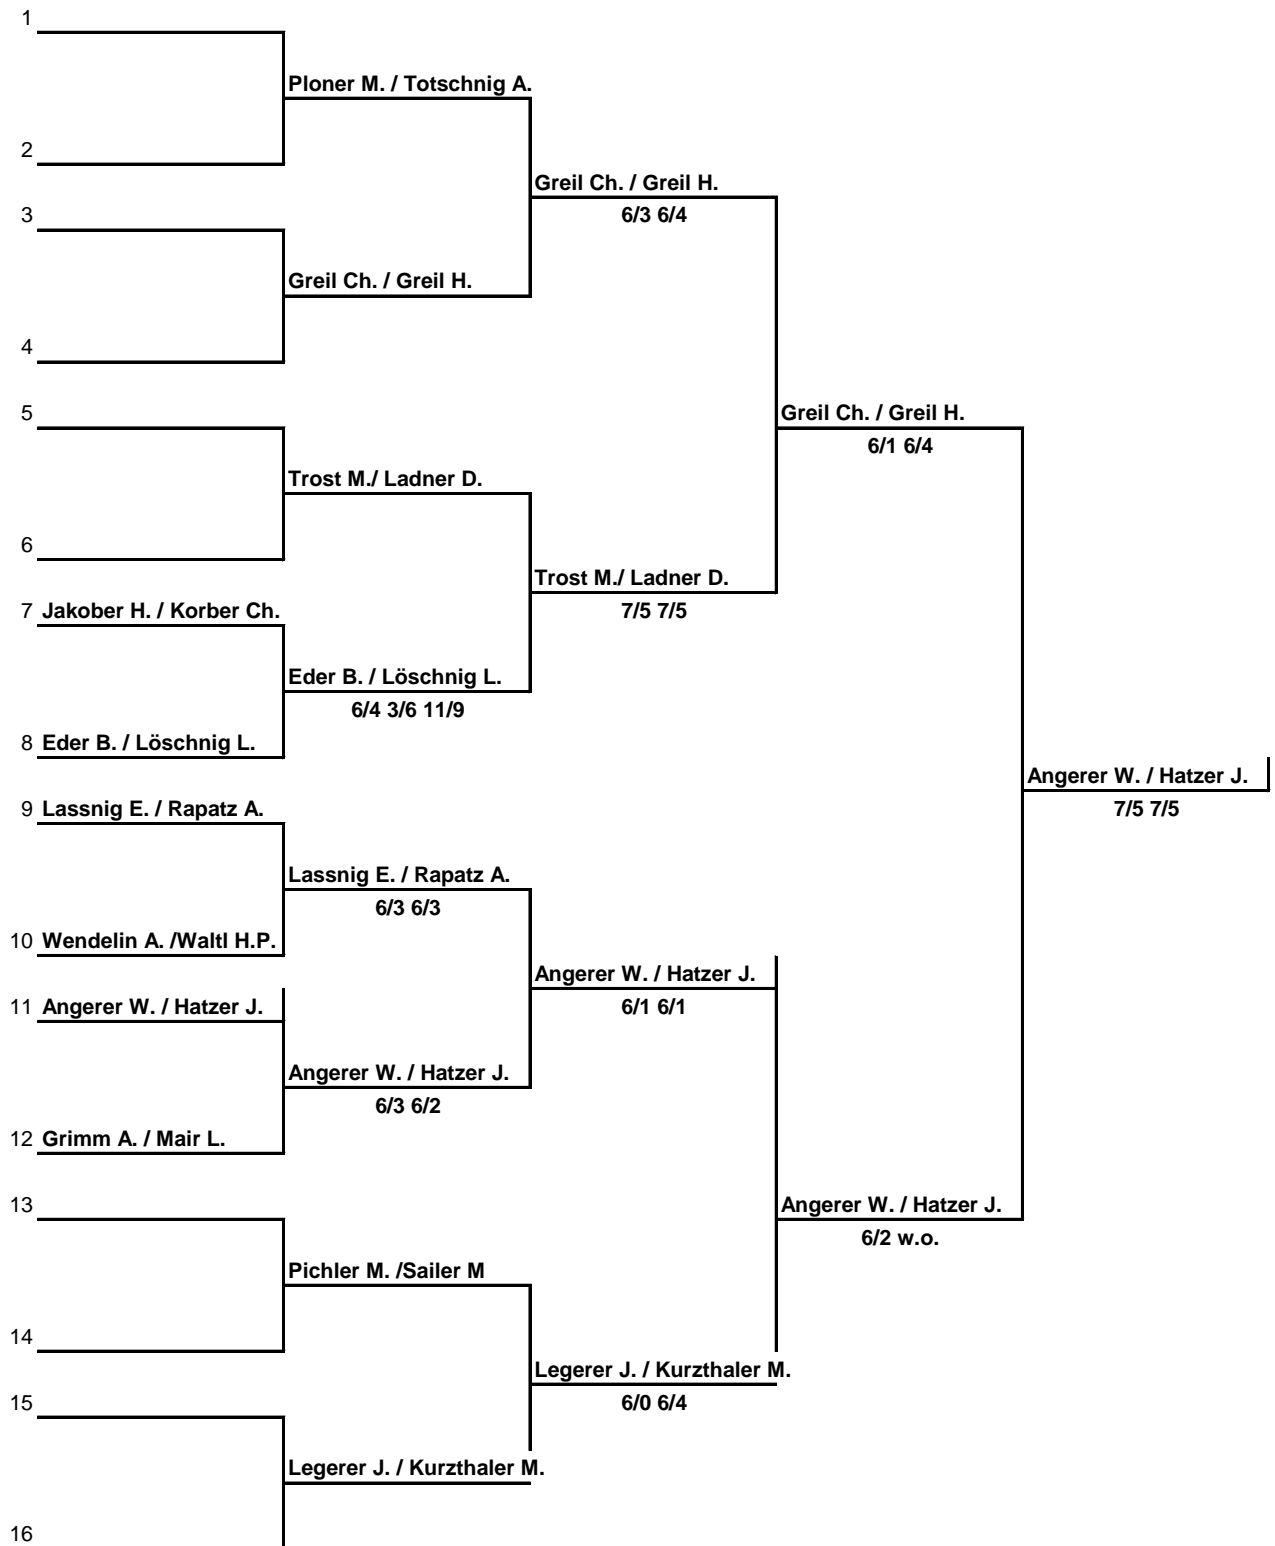 1
Ploner M. / Totschnig A.
2
Greil Ch. / Greil H.
6/3 6/4
3
Greil Ch. / Greil H.
4
5
Greil Ch. / Greil H.
6/1 6/4
Trost M./ Ladner D.
6
Trost M./ Ladner D.
7/5 7/5
7 Jakober H. / Korber Ch.
Eder B. / Löschnig L.
6/4 3/6 11/9
8 Eder B. / Löschnig L.
Angerer W. / Hatzer J.
7/5 7/5
9 Lassnig E. / Rapatz A.
Lassnig E. / Rapatz A.
6/3 6/3
10 Wendelin A. /Waltl H.P.
Angerer W. / Hatzer J.
6/1 6/1
11 Angerer W. / Hatzer J.
Angerer W. / Hatzer J.
6/3 6/2
12 Grimm A. / Mair L.
13
Angerer W. / Hatzer J.
6/2 w.o.
Pichler M. /Sailer M
14
Legerer J. / Kurzthaler M.
6/0 6/4
15
Legerer J. / Kurzthaler M.
16